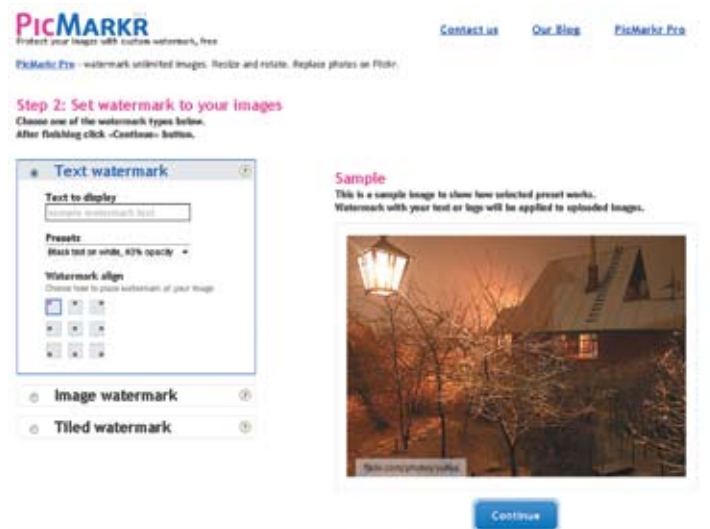 PICMARKR
Protect your images with custom watermark, free
Contact us
Our Blog
PicMarkr Pro
PicMarkr Pro - watermark unlimited images. Resize and rotate. Replace photos on Flickr.
Step 2: Set watermark to your images
Choose one of the watermark types below.
After finishing click «Continue» button.
Text watermark
Text to display
sample watermark text
Presets
Black text on white, 40% opacity
Watermark align
Choose how to place watermark at your image
Image watermark
Tiled watermark
Sample
This is a sample image to show how selected preset works.
Watermark with your text or logo will be applied to uploaded images.
flickr.com/photos/
Continue